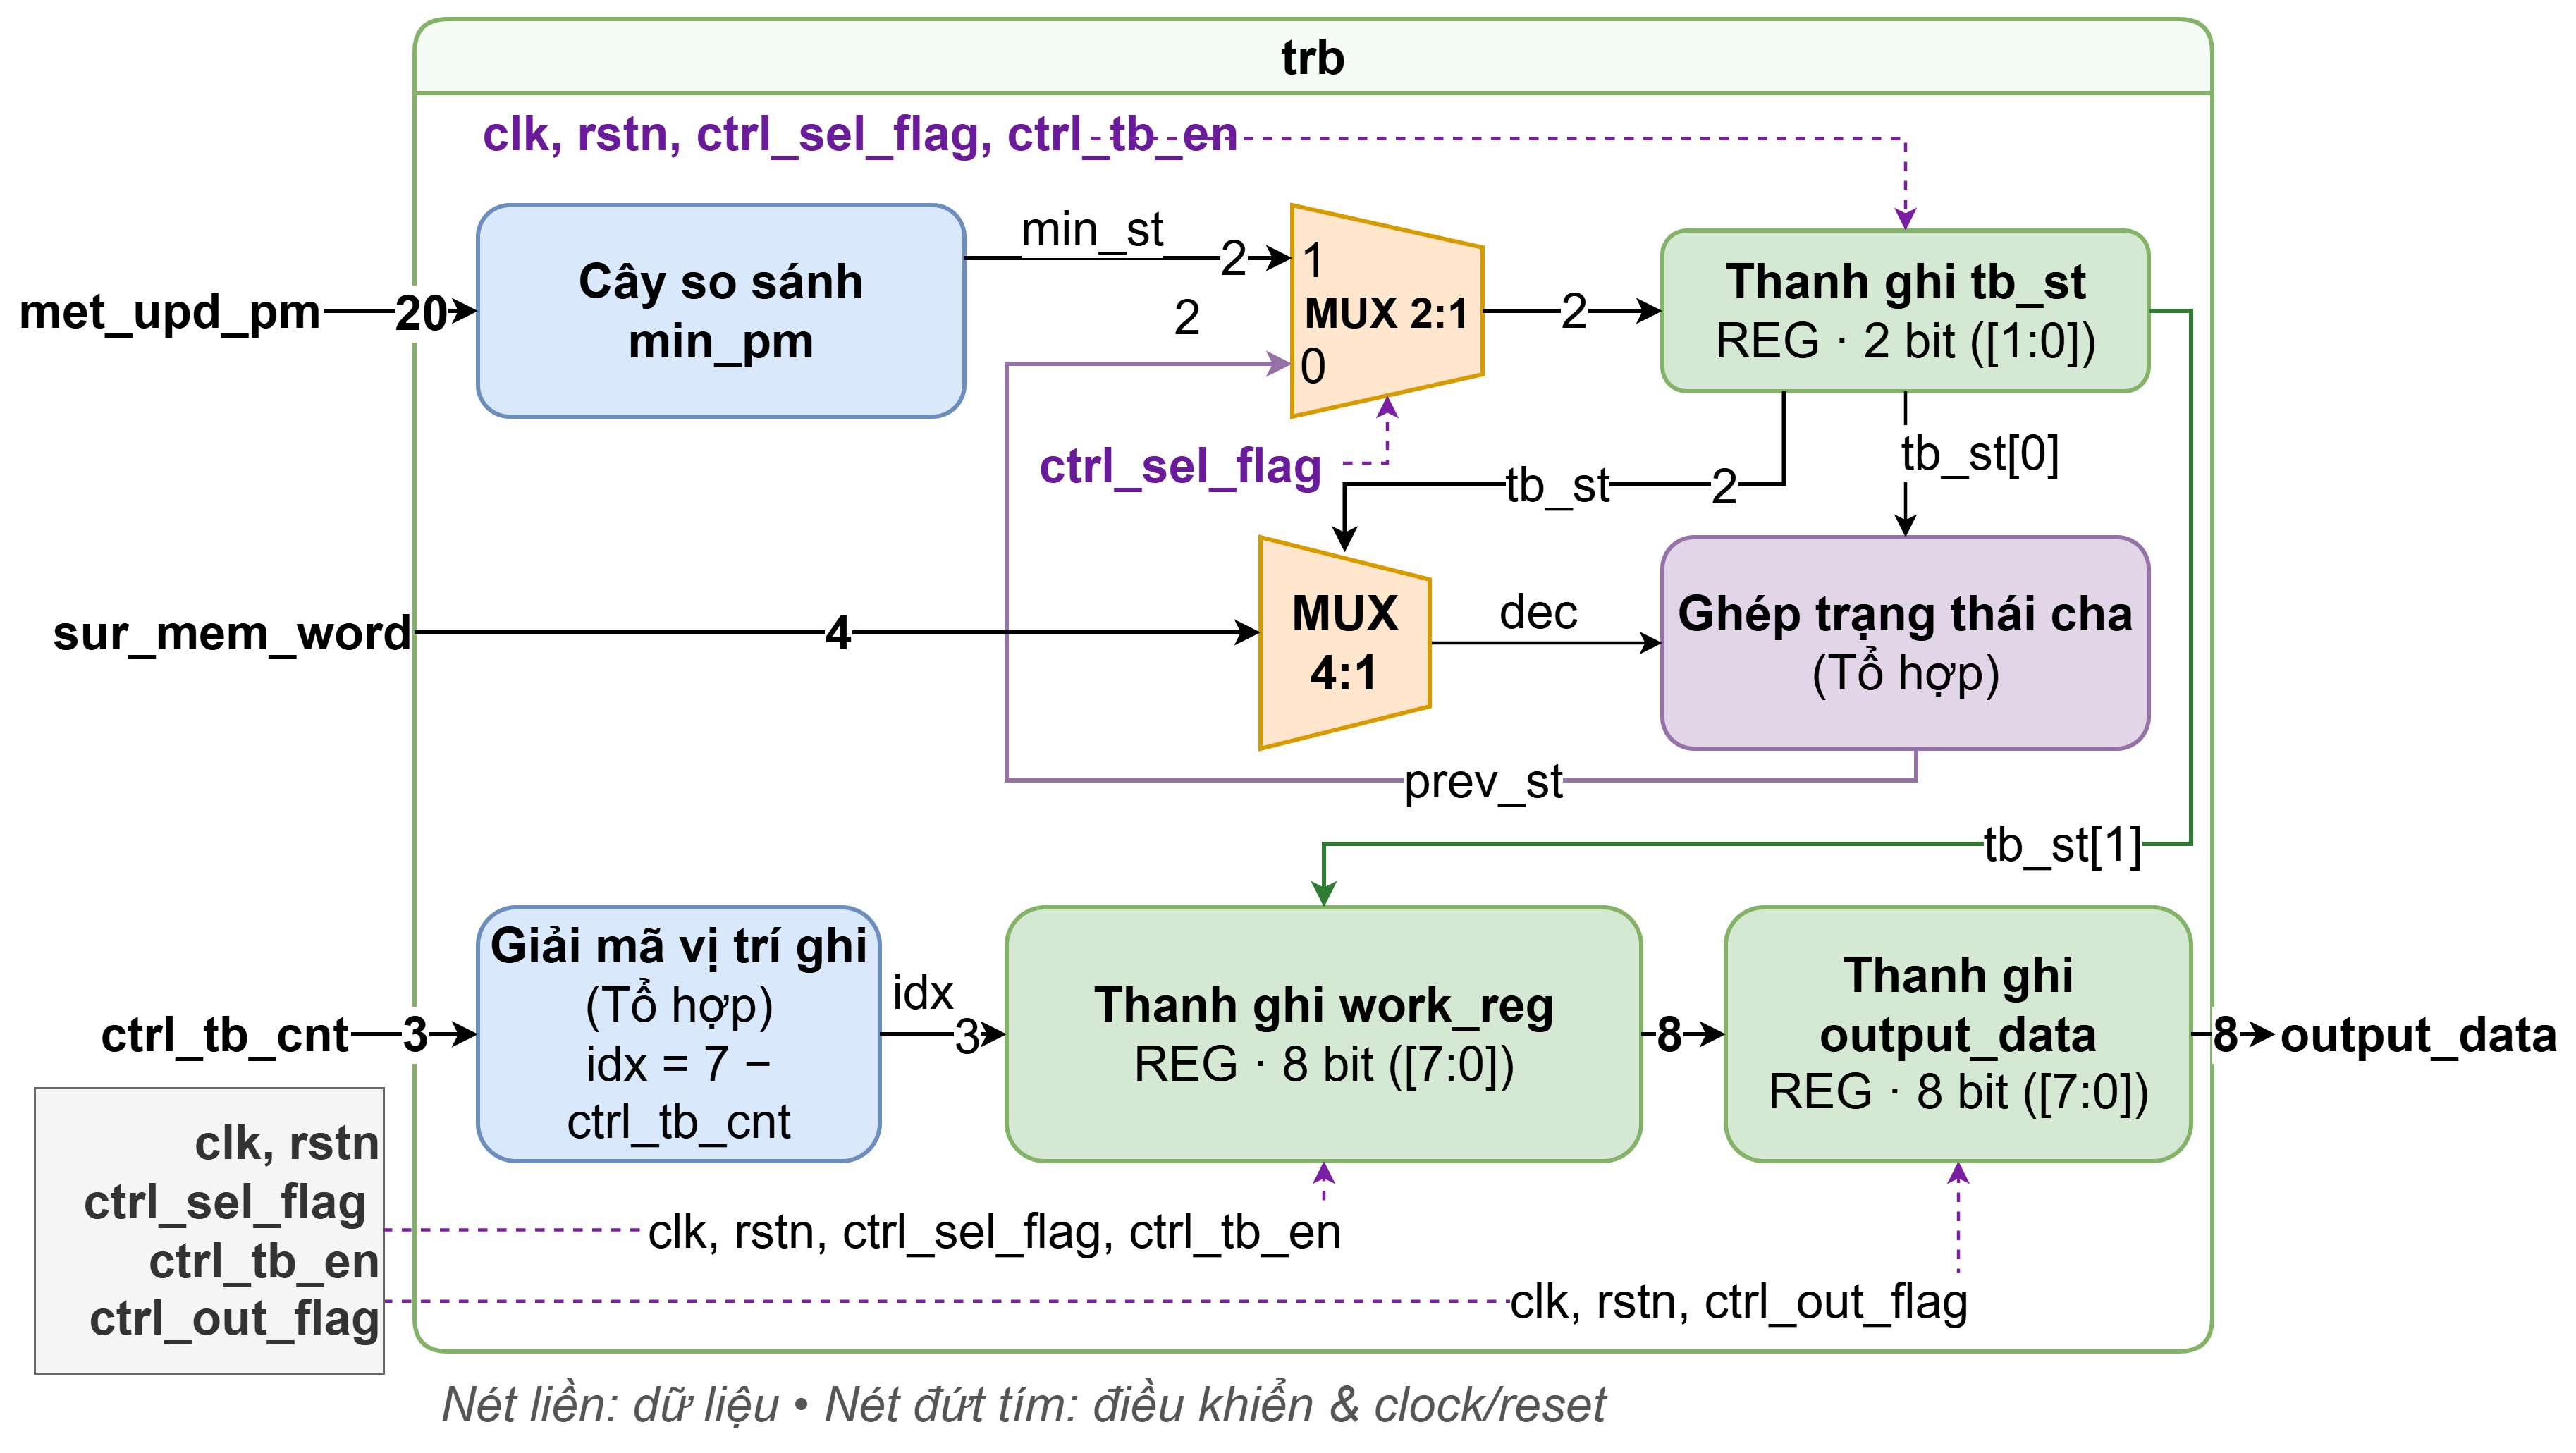 trb
clk, rstn, ctrl_sel_flag, ctrl_tb_en
met_upd_pm
20
Cây so sánh
min_pm
min_st
2
2
1
MUX 2:1
0
2
Thanh ghi tb_st
REG · 2 bit ([1:0])
ctrl_sel_flag
tb_st
2
tb_st[0]
sur_mem_word
4
MUX
4:1
dec
Ghép trạng thái cha
(Tổ hợp)
prev_st
tb_st[1]
ctrl_tb_cnt
3
Giải mã vị trí ghi
(Tổ hợp)
idx = 7 −
ctrl_tb_cnt
idx
3
Thanh ghi work_reg
REG · 8 bit ([7:0])
8
Thanh ghi
output_data
REG · 8 bit ([7:0])
8
output_data
clk, rstn
ctrl_sel_flag
ctrl_tb_en
ctrl_out_flag
clk, rstn, ctrl_sel_flag, ctrl_tb_en
clk, rstn, ctrl_out_flag
Nét liền: dữ liệu • Nét đứt tím: điều khiển & clock/reset